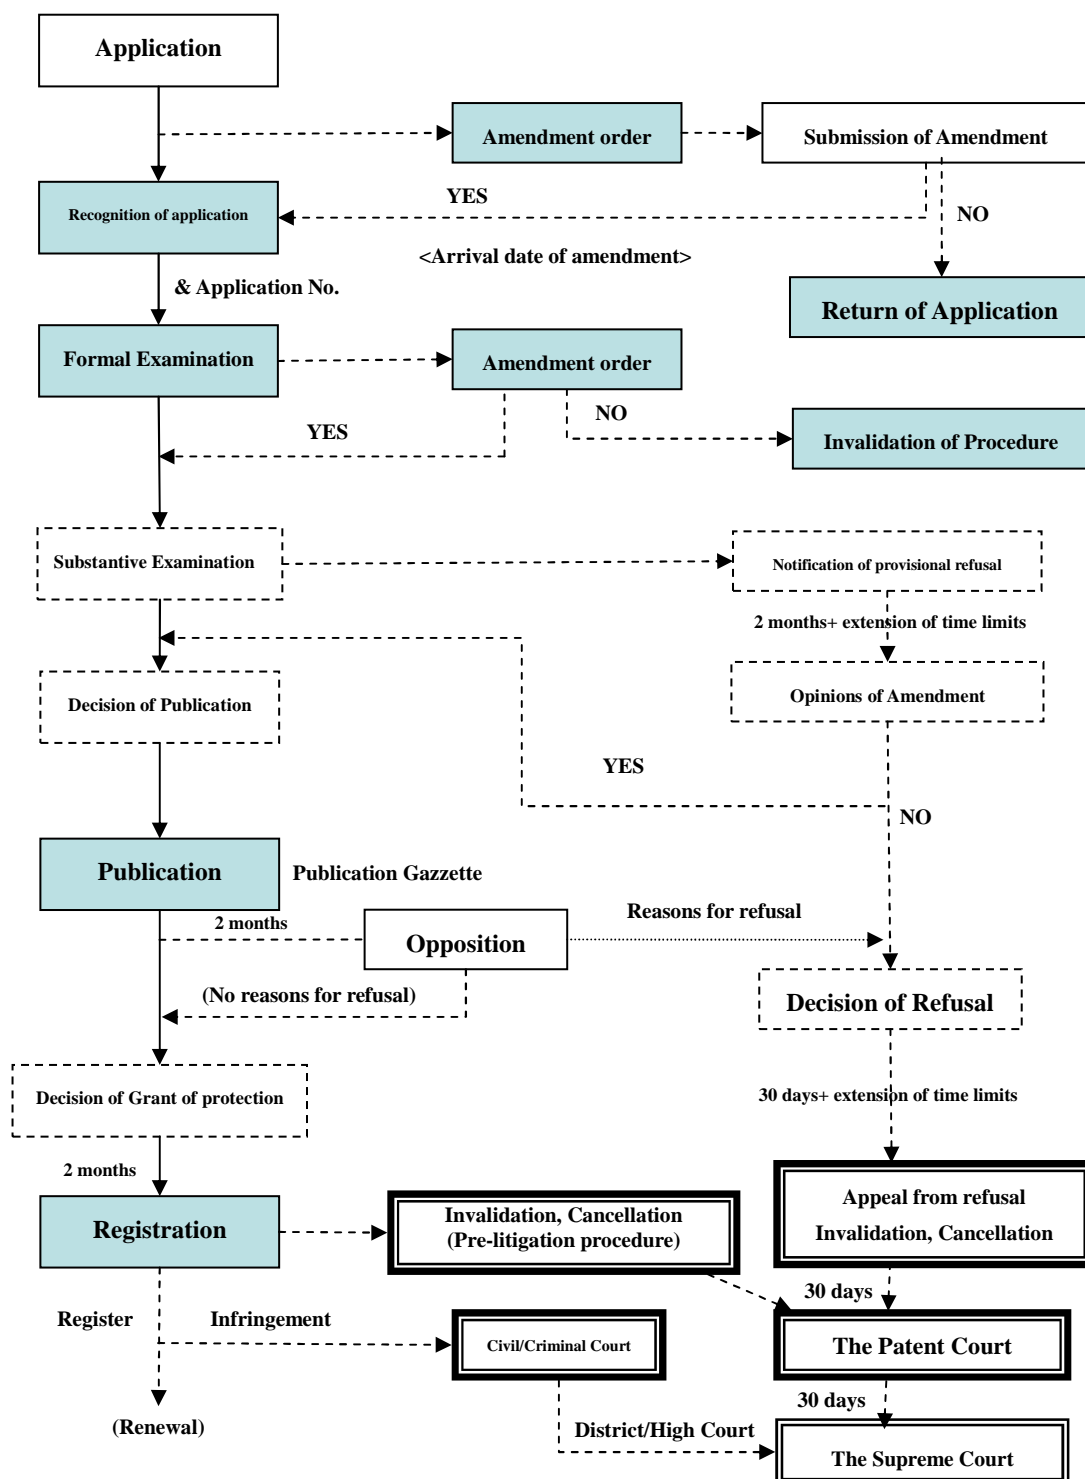 Application
Amendment order
Submission of Amendment
YES
Recognition of application
NO
<Arrival date of amendment>
& Application No.
Return of Application
Formal Examination
Amendment order
NO
YES
Invalidation of Procedure
Substantive Examination
Notification of provisional refusal
2 months+ extension of time limits
Decision of Publication
Opinions of Amendment
YES
NO
Publication
Publication Gazzette
Reasons for refusal
2 months
Opposition
(No reasons for refusal)
Decision of Refusal
Decision of Grant of protection
30 days+ extension of time limits
2 months
Registration
Invalidation, Cancellation
(Pre-litigation procedure)
Appeal from refusal
Invalidation, Cancellation
30 days
Register
Infringement
Civil/Criminal Court
The Patent Court
30 days
(Renewal)
District/High Court
The Supreme Court